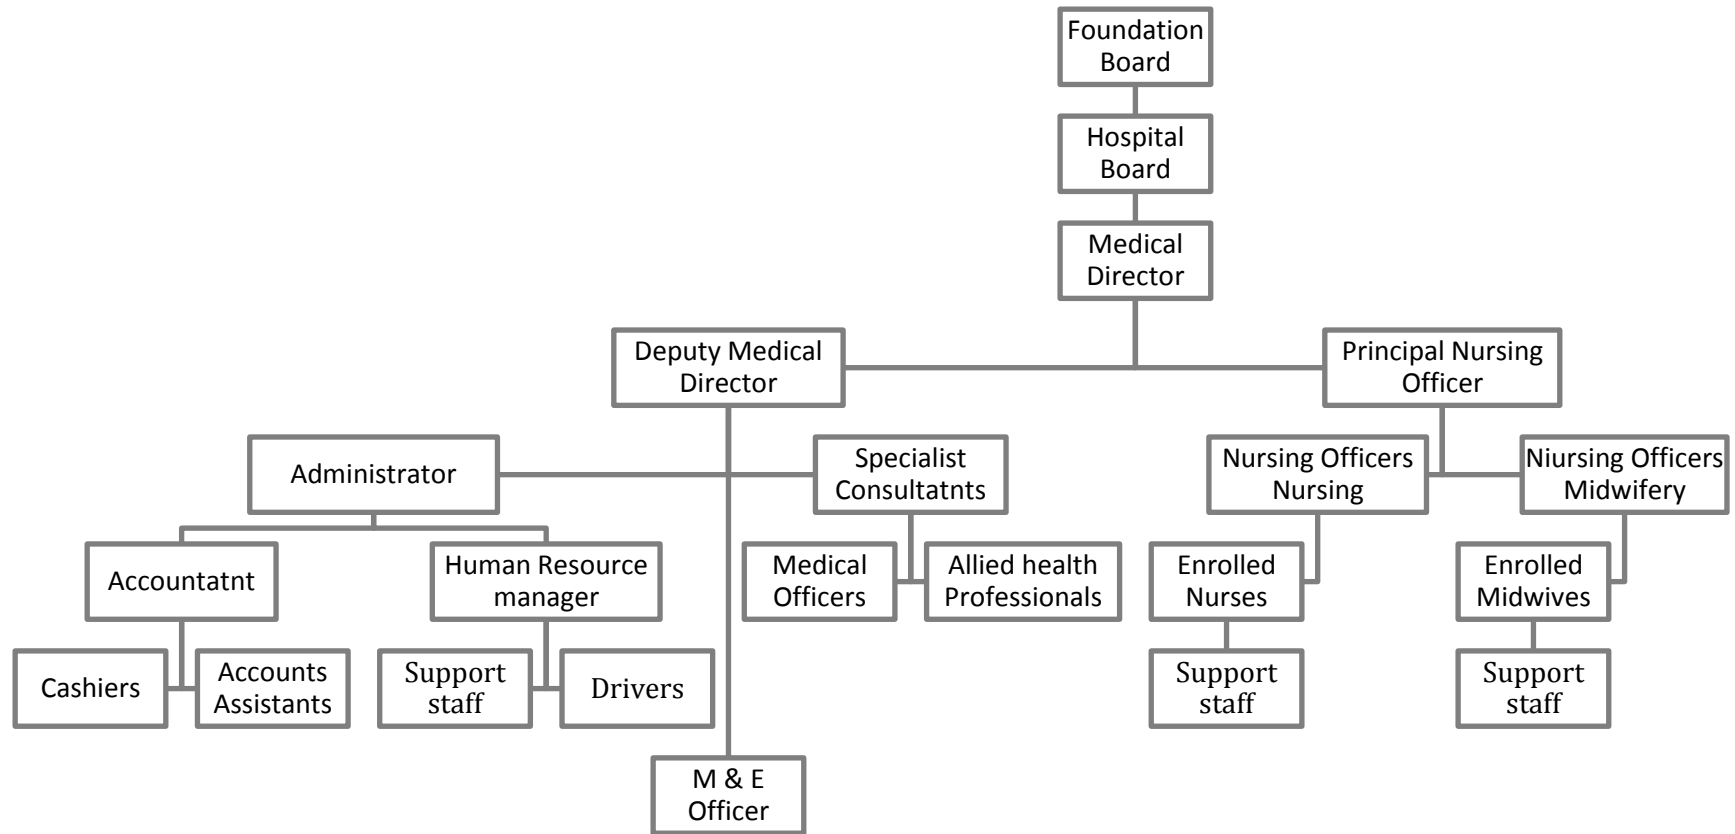 Foundation
Board
Hospital
Board
Medical
Director
Deputy Medical
Director
Principal Nursing
Officer
Administrator
Specialist
Consultatnts
Nursing Officers
Nursing
Niursing Officers
Midwifery
Accountatnt
Human Resource
manager
Medical
Officers
Allied health
Professionals
Enrolled
Nurses
Enrolled
Midwives
Cashiers
Accounts
Assistants
Support
staff
Drivers
Support
staff
Support
staff
M & E
Officer